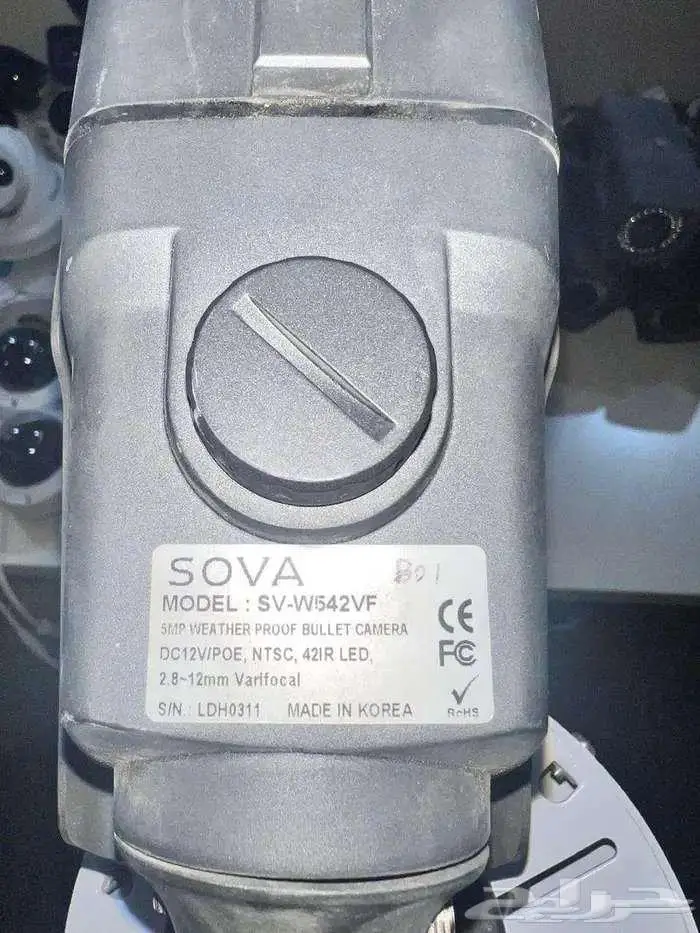 SOVA
B01
MODEL : SV-W542VF
5MP WEATHER PROOF BULLET CAMERA
DC12V/POE, NTSC, 42IR LED,
2.8~12mm Varifocal
S/N : LDH0311 MADE IN KOREA
CE
FC
RoHS
حراج